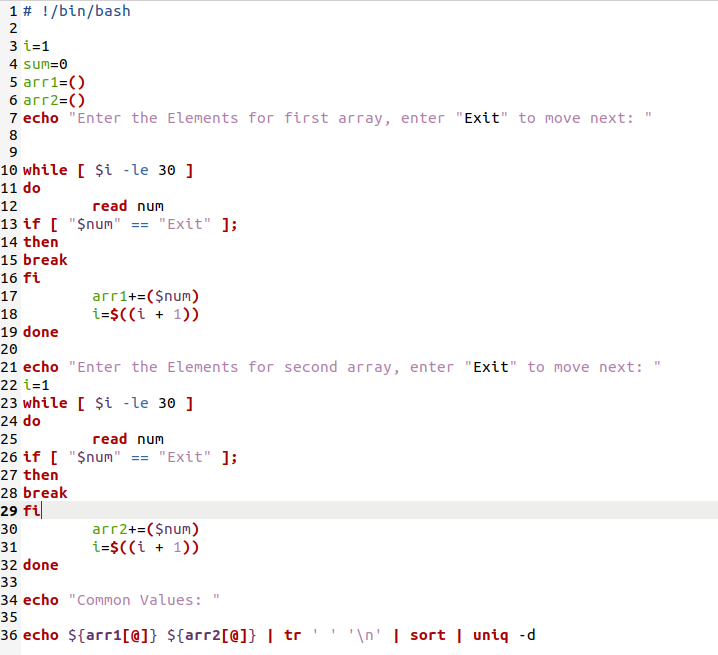 1 # !/bin/bash
2
3 i=1
4 sum=0
5 arr1=()
6 arr2=()
7 echo "Enter the Elements for first array, enter "Exit" to move next: "
8
9
10 while [ $i -le 30 ]
11 do
12         read num
13 if [ "$num" == "Exit" ];
14 then
15 break
16 fi
17         arr1+=($num)
18         i=$((i + 1))
19 done
20
21 echo "Enter the Elements for second array, enter "Exit" to move next: "
22 i=1
23 while [ $i -le 30 ]
24 do
25         read num
26 if [ "$num" == "Exit" ];
27 then
28 break
29 fi
30         arr2+=($num)
31         i=$((i + 1))
32 done
33
34 echo "Common Values: "
35
36 echo ${arr1[@]} ${arr2[@]} | tr ' ' '\n' | sort | uniq -d